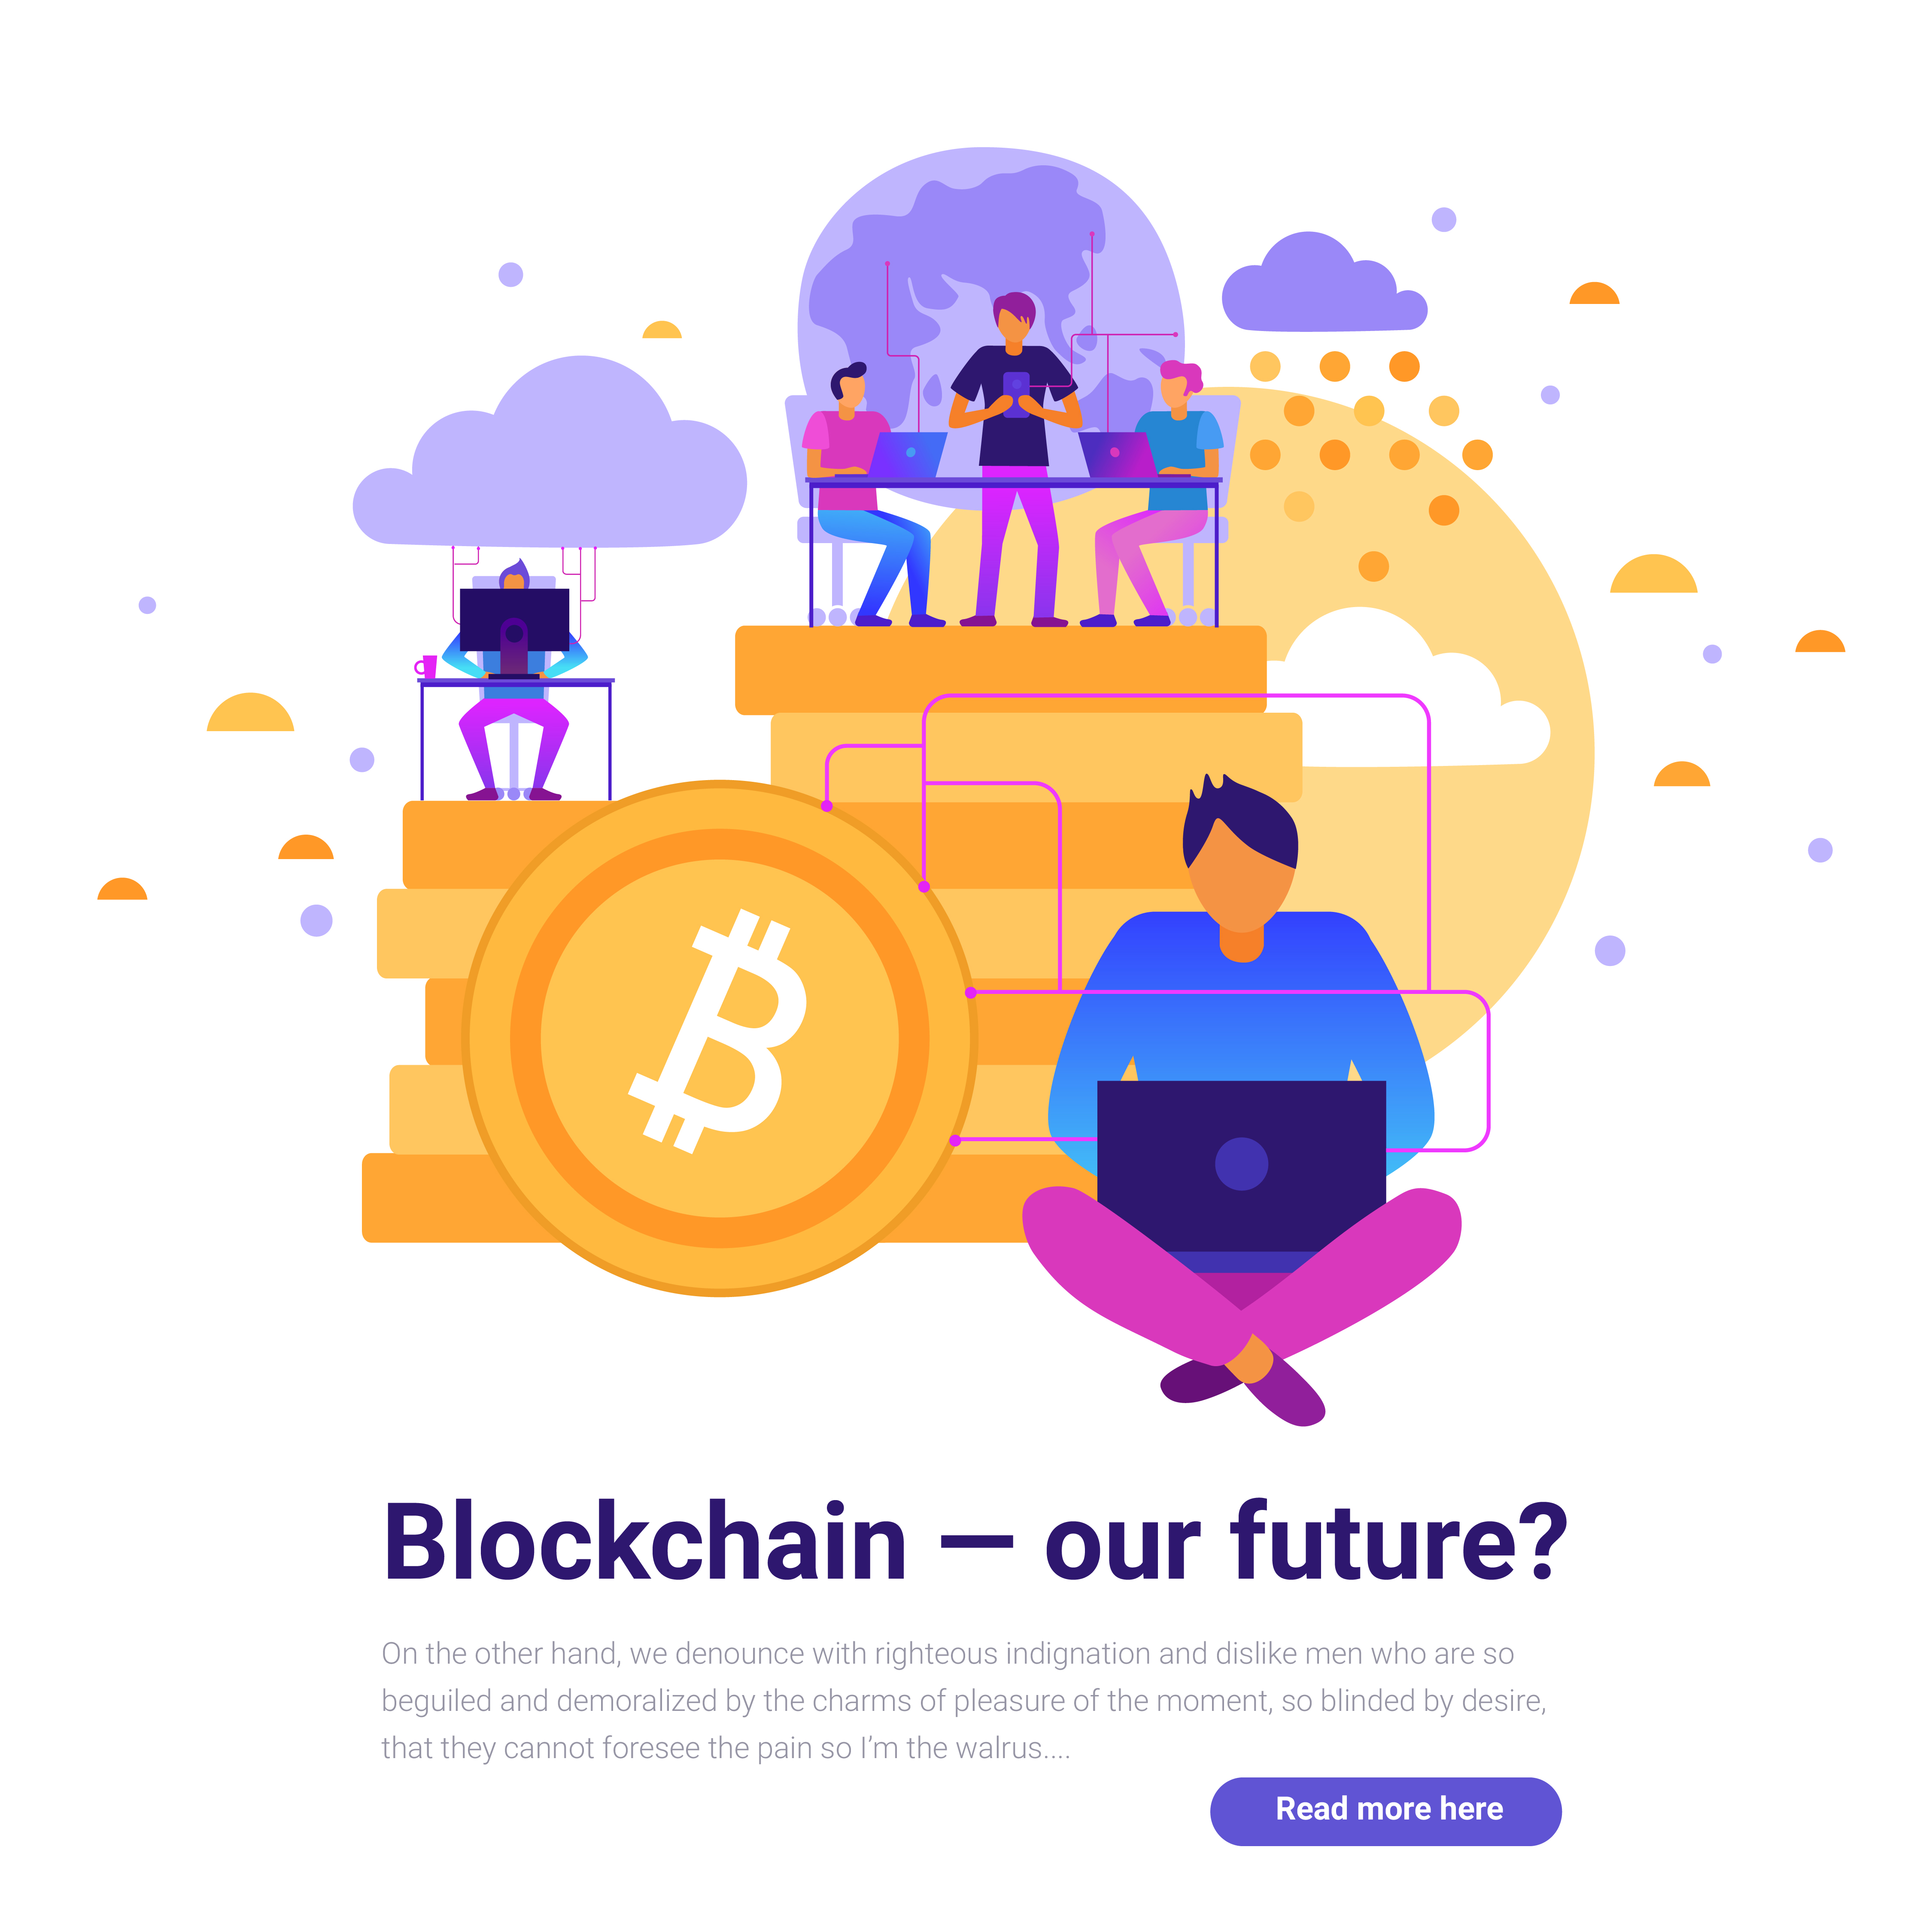 Blockchain — our future?
On the other hand, we denounce with righteous indignation and dislike men who are so
beguiled and demoralized by the charms of pleasure of the moment, so blinded by desire,
that they cannot foresee the pain so I'm the walrus....
Read more here